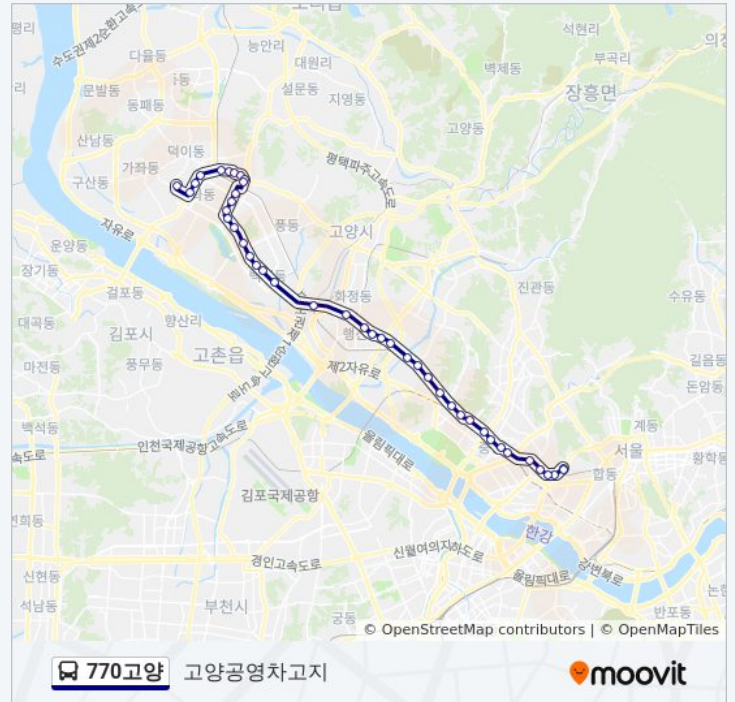 수도권제2순환고속
다율동
능안리
대원리
설문동
지영동
벽제동
석현리
부곡리
장흥면
고양동
문발동
동패동
산남동
덕이동
가좌동
구산동
평택파주고속도로
자유로
운양동
풍동
고양시
장기동
걸포동
화정동
진관동
수유동
대곡동
향산리
김포시
고촌읍
풍무동
마전동
제2자유로
길음동
돈암동
백석동
계동
인천국제공항고속도로
서울
황학동
올림픽대로
합동
김포국제공항
한강
경인고속도로
신월여의지하도로
강변북로
올림픽대로
신현동
석남동
부천시
궁동
반포동
© OpenStreetMap contributors | © OpenMapTiles
770고양 고양공영차고지
moovit